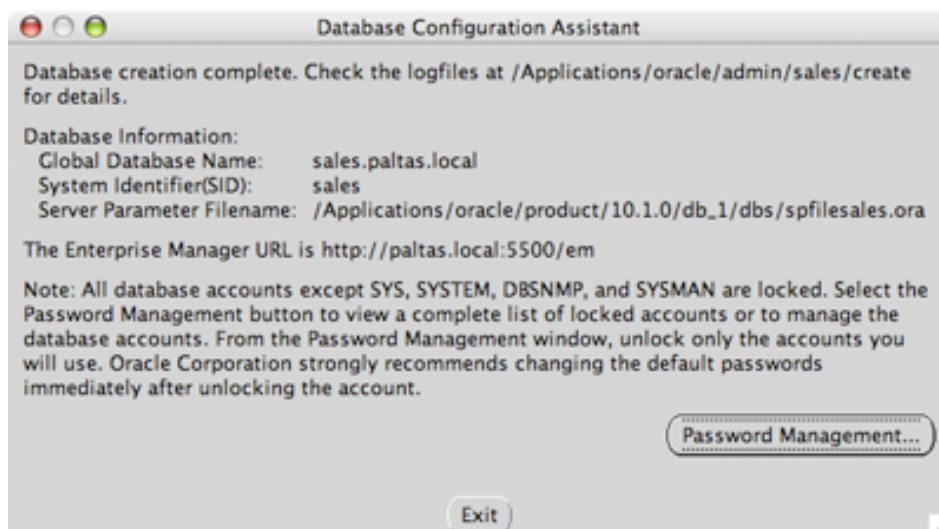 Database Configuration Assistant
Database creation complete. Check the logfiles at /Applications/oracle/admin/sales/create
for details.
Database Information:
Global Database Name: sales.paltas.local
System Identifier(SID): sales
Server Parameter Filename: /Applications/oracle/product/10.1.0/db_1/dbs/spfilesales.ora
The Enterprise Manager URL is http://paltas.local:5500/em
Note: All database accounts except SYS, SYSTEM, DBSNMP, and SYSMAN are locked. Select the
Password Management button to view a complete list of locked accounts or to manage the
database accounts. From the Password Management window, unlock only the accounts you
will use. Oracle Corporation strongly recommends changing the default passwords
immediately after unlocking the account.
Password Management...
Exit